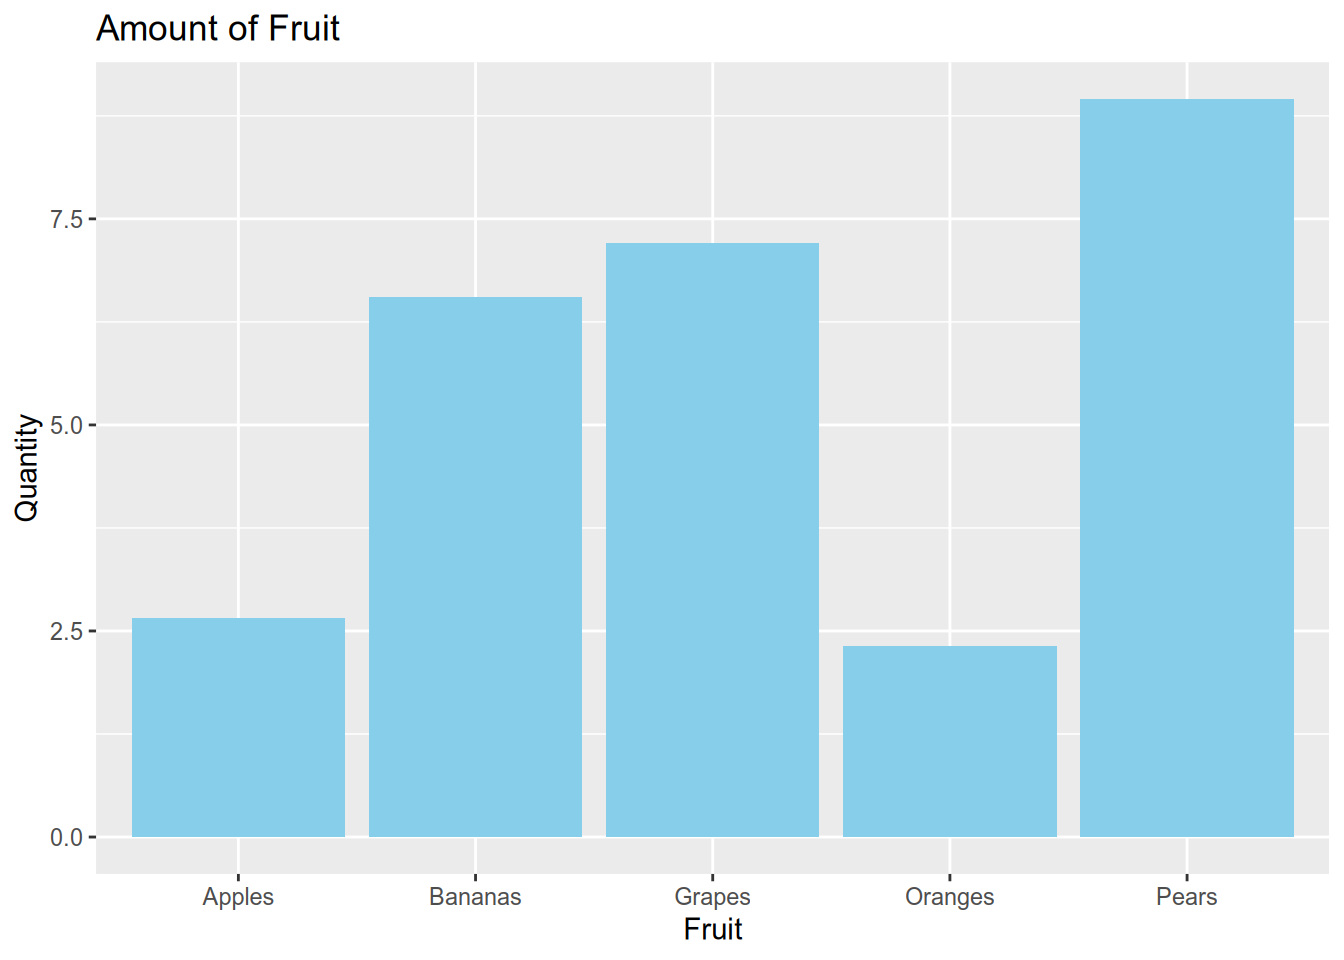 Amount of Fruit
Quantity
7.5
5.0
2.5
0.0
Apples Bananas Grapes Oranges Pears
Fruit